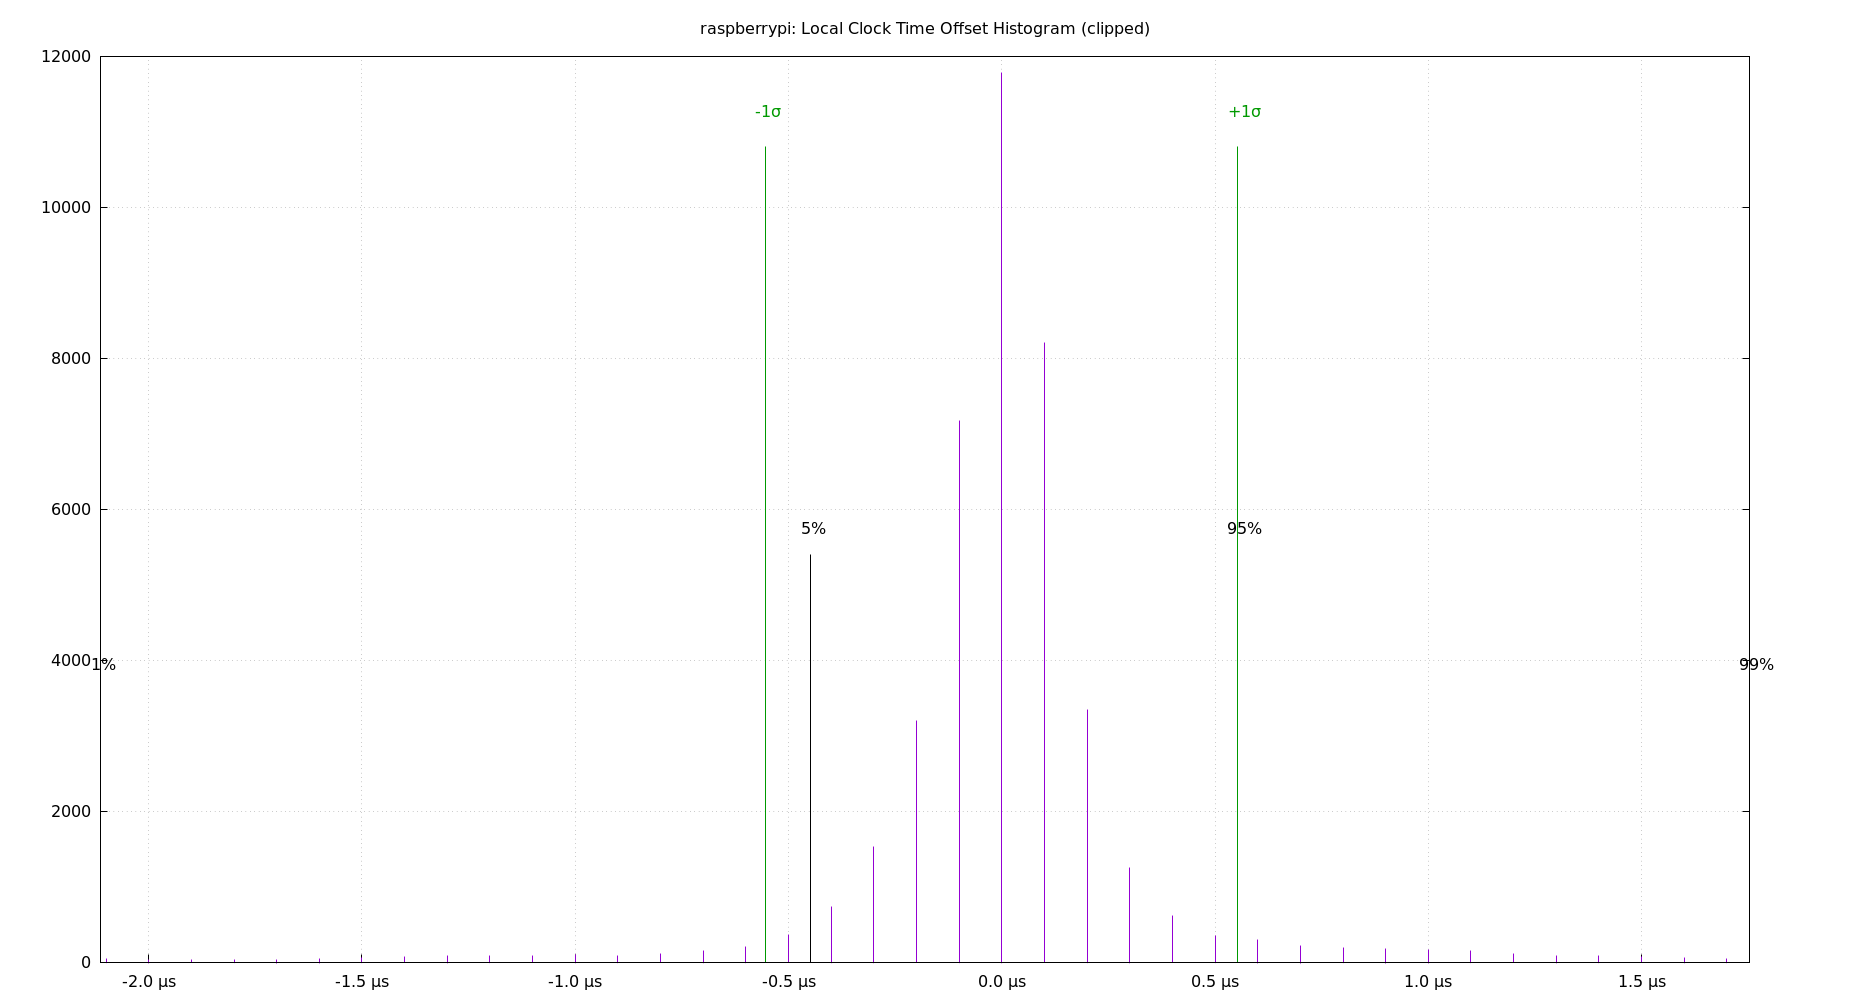 raspberrypi: Local Clock Time Offset Histogram (clipped)
12000
-1σ
+1σ
10000
8000
6000
5%
95%
4000
1%
99%
2000
0
-2.0 µs
-1.5 µs
-1.0 µs
-0.5 µs
0.0 µs
0.5 µs
1.0 µs
1.5 µs